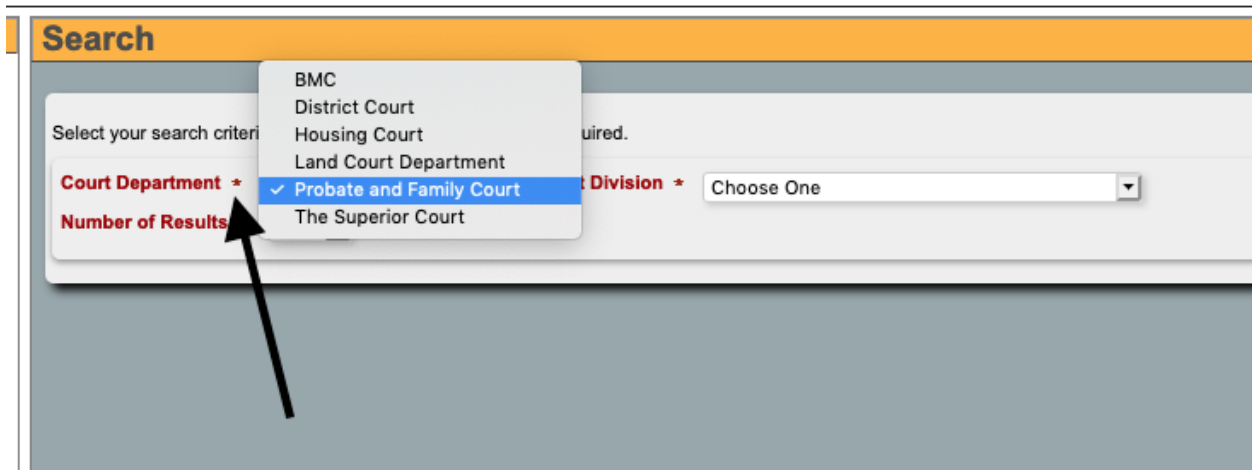 Search
BMC
District Court
Select your search criteri
Housing Court
uired.
Land Court Department
Court Department *
✓ Probate and Family Court
t Division *
Choose One
Number of Results
The Superior Court